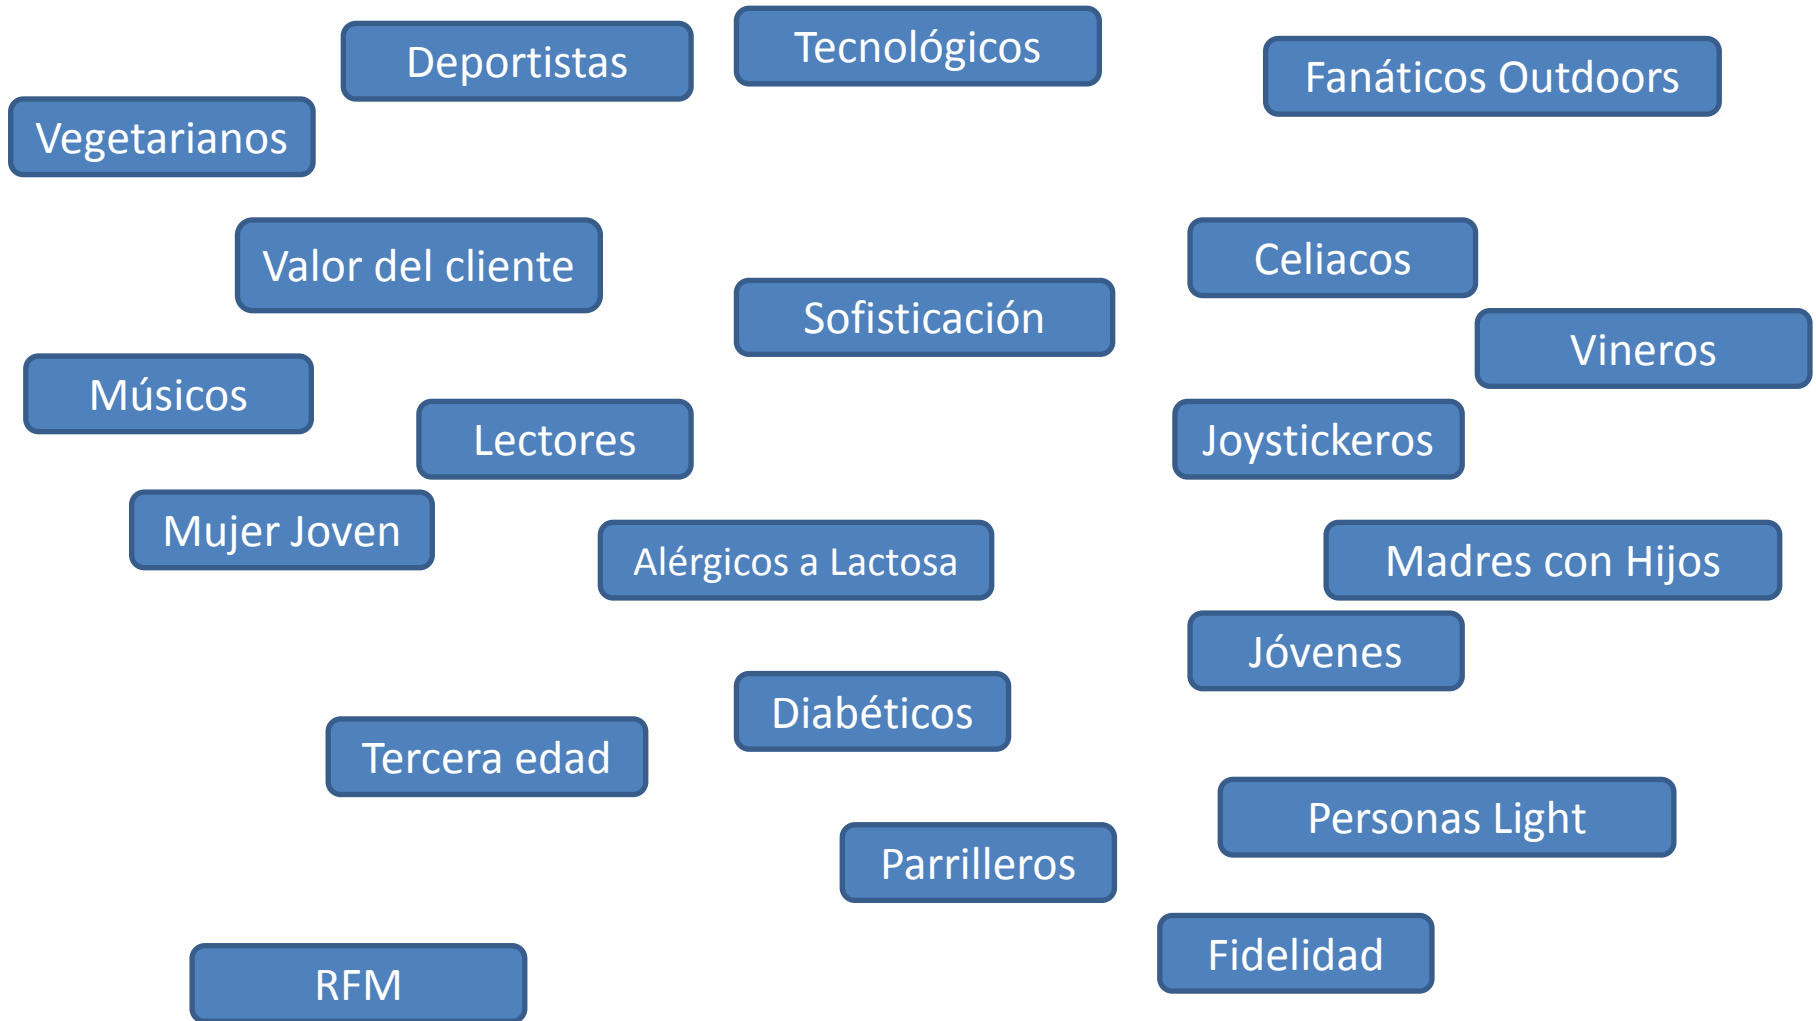 Tecnológicos
Deportistas
Fanáticos Outdoors
Vegetarianos
Valor del cliente
Celiacos
Sofisticación
Vineros
Músicos
Lectores
Joystickeros
Mujer Joven
Alérgicos a Lactosa
Madres con Hijos
Jóvenes
Diabéticos
Tercera edad
Personas Light
Parrilleros
Fidelidad
RFM